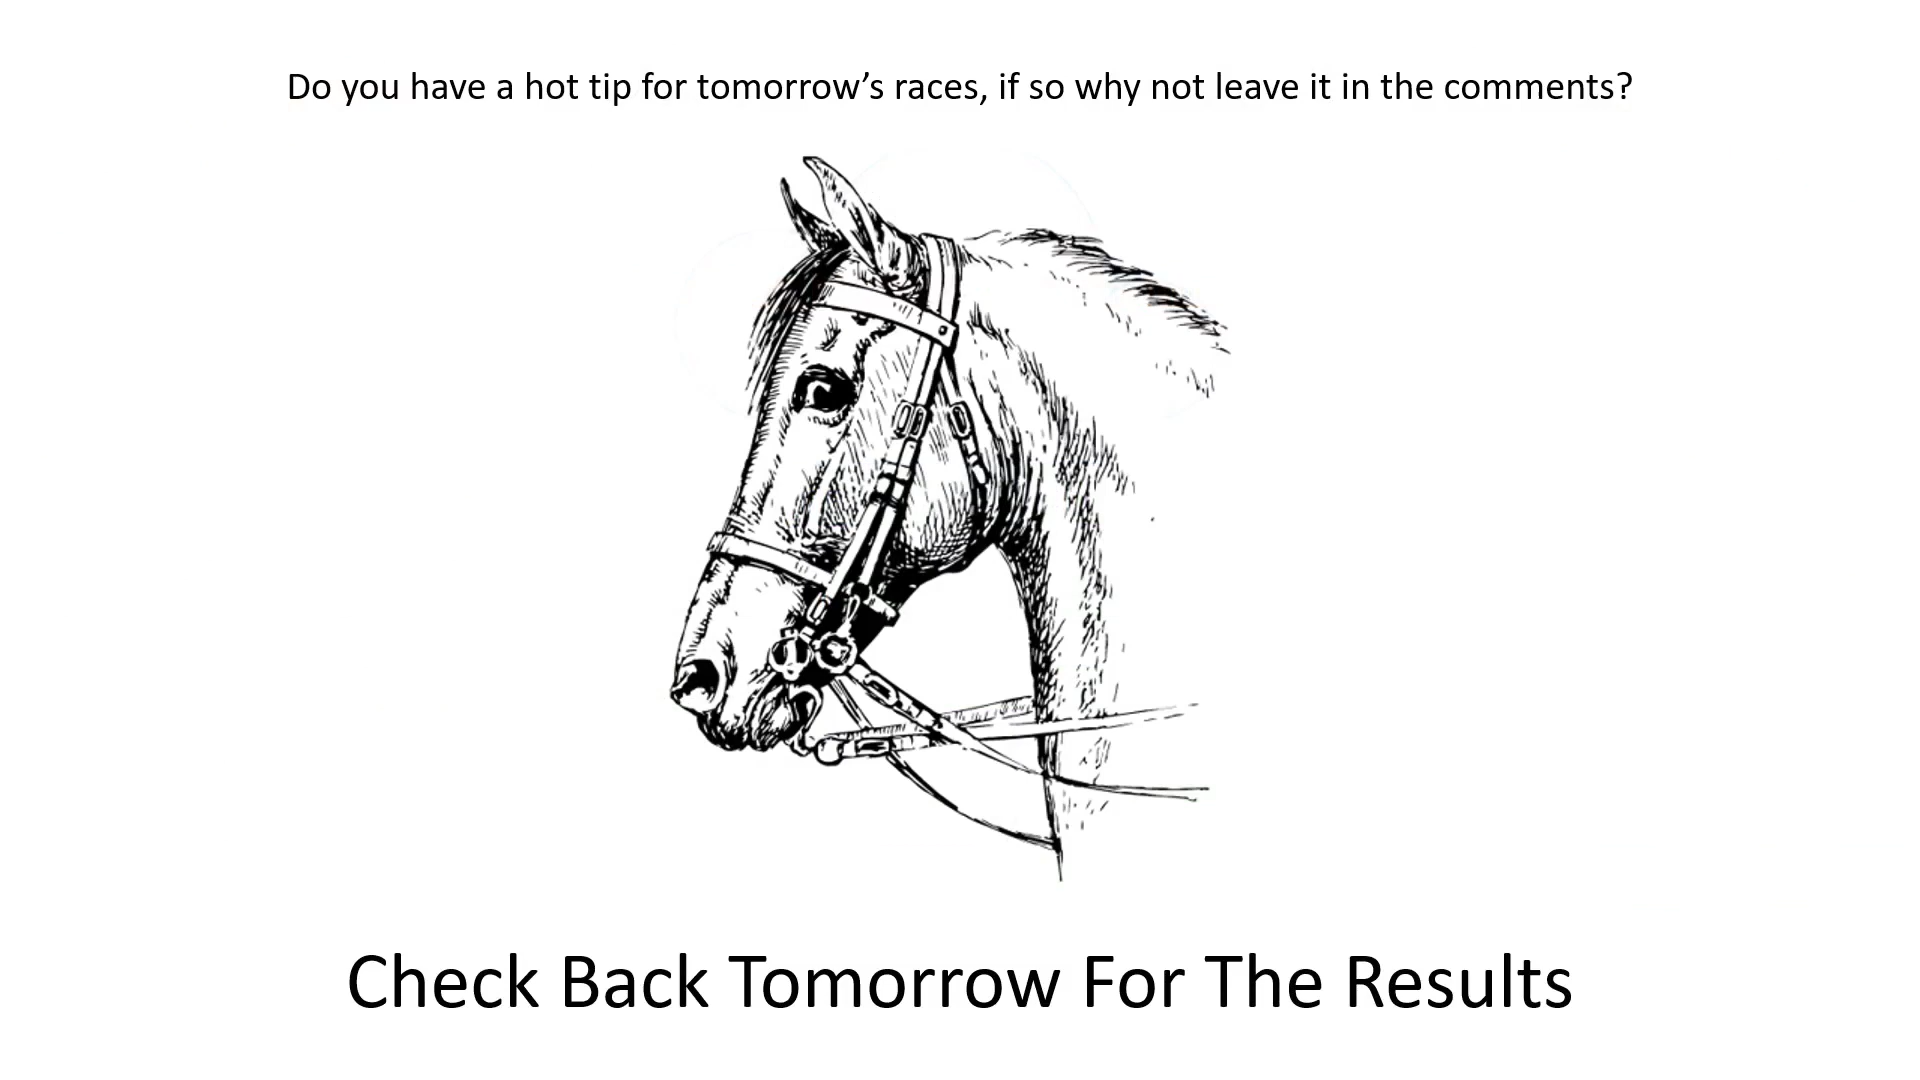 Do you have a hot tip for tomorrow’s races, if so why not leave it in the comments?
Check Back Tomorrow For The Results